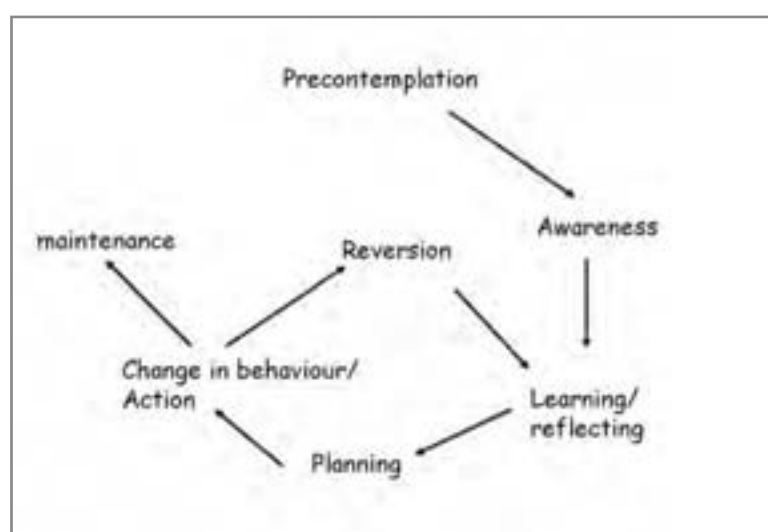 Precontemplation
Awareness
maintenance
Reversion
Change in behaviour/
Action
Learning/
reflecting
Planning